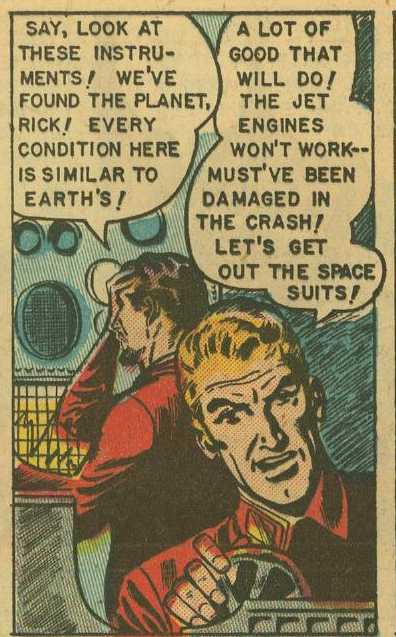 SAY, LOOK AT
THESE INSTRU-
MENTS! WE'VE
FOUND THE PLANET,
RICK! EVERY
CONDITION HERE
IS SIMILAR TO
EARTH'S!
A LOT OF
GOOD THAT
WILL DO!
THE JET
ENGINES
WON'T WORK--
MUST'VE BEEN
DAMAGED IN
THE CRASH!
LET'S GET
OUT THE SPACE
SUITS!